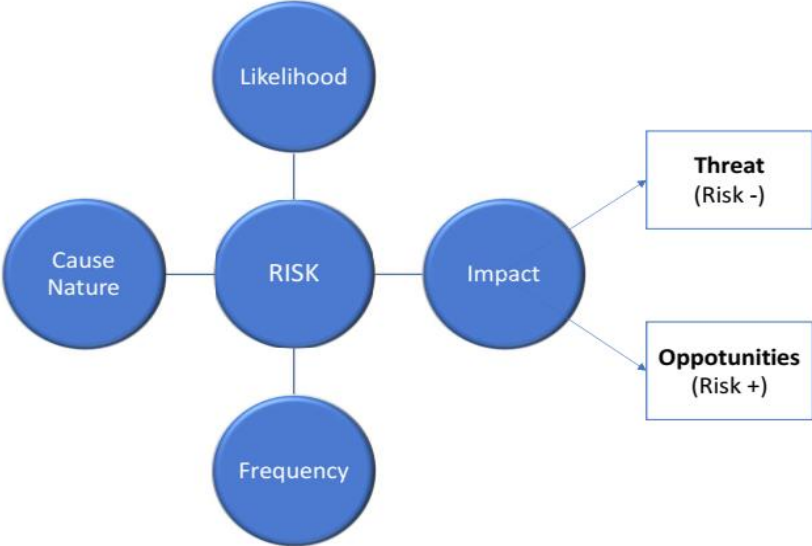 Likelihood
Threat
(Risk -)
Cause
Nature
RISK
Impact
Oppotunities
(Risk +)
Frequency